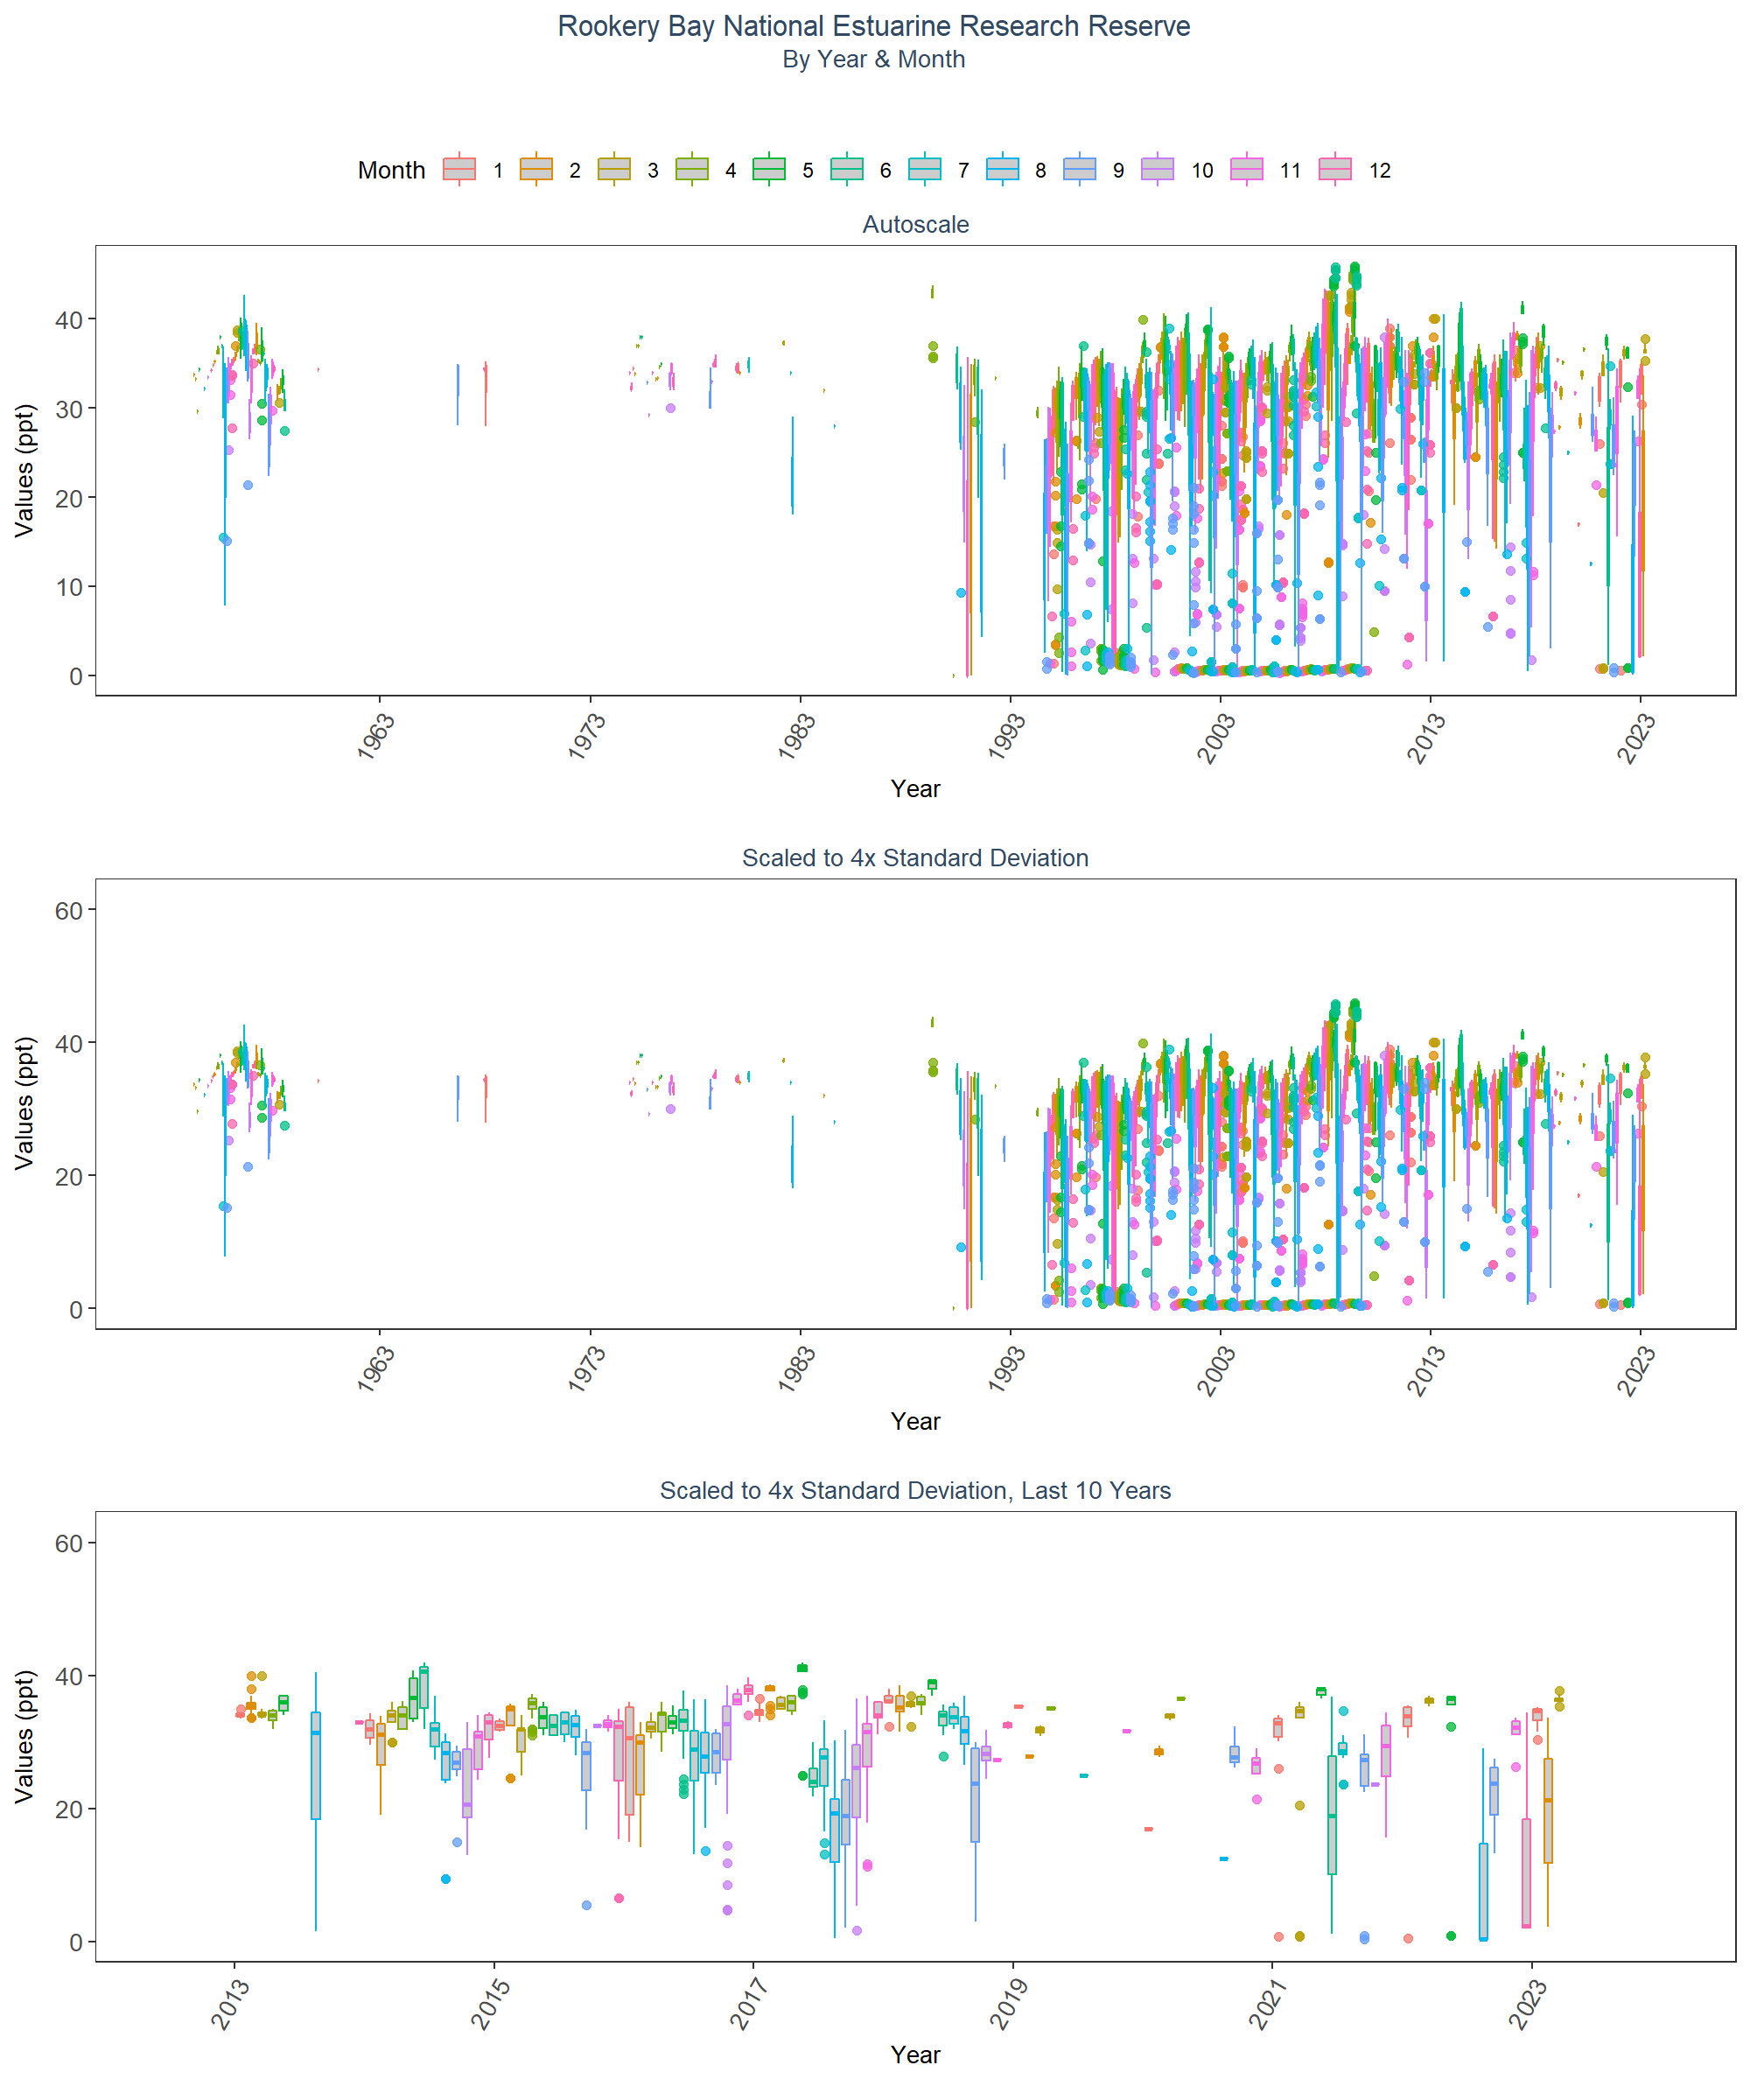 Rookery Bay National Estuarine Research Reserve
By Year & Month
Month 1 2 3 4 5 6 7 8 9 10 11 12
Autoscale
Values (ppt)
40
30
20
10
0
1963 1973 1983 1993 2003 2013 2023
Year
Scaled to 4x Standard Deviation
Values (ppt)
60
40
20
0
1963 1973 1983 1993 2003 2013 2023
Year
Scaled to 4x Standard Deviation, Last 10 Years
Values (ppt)
60
40
20
0
2013 2015 2017 2019 2021 2023
Year